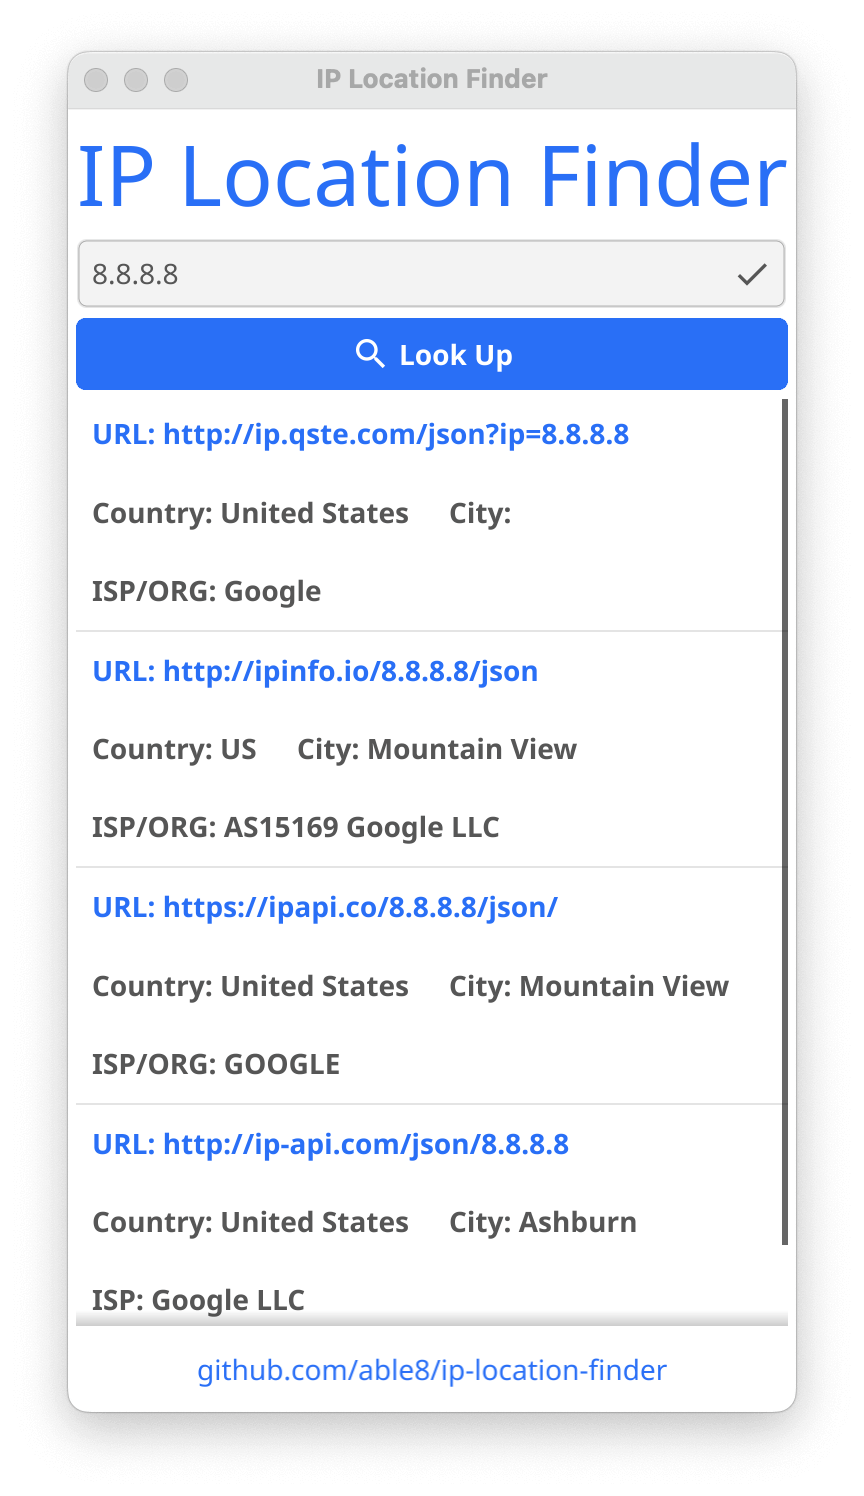 IP Location Finder
IP Location Finder
8.8.8.8
Look Up
URL: http://ip.qste.com/json?ip=8.8.8.8
Country: United States City:
ISP/ORG: Google
URL: http://ipinfo.io/8.8.8.8/json
Country: US City: Mountain View
ISP/ORG: AS15169 Google LLC
URL: https://ipapi.co/8.8.8.8/json/
Country: United States City: Mountain View
ISP/ORG: GOOGLE
URL: http://ip-api.com/json/8.8.8.8
Country: United States City: Ashburn
ISP: Google LLC
github.com/able8/ip-location-finder